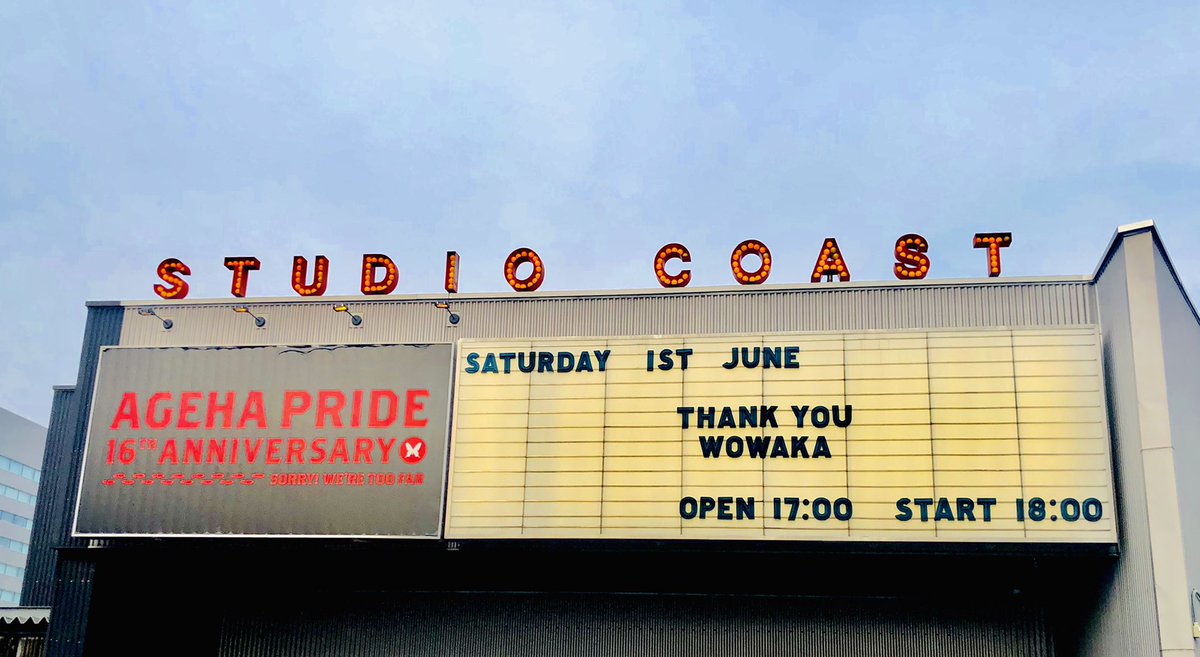 STUDIO COAST
AGEHA PRIDE
16TH ANNIVERSARY
SORRY! WE'RE TOO FAR
SATURDAY 1ST JUNE
THANK YOU
WOWAKA
OPEN 17:00 START 18:00